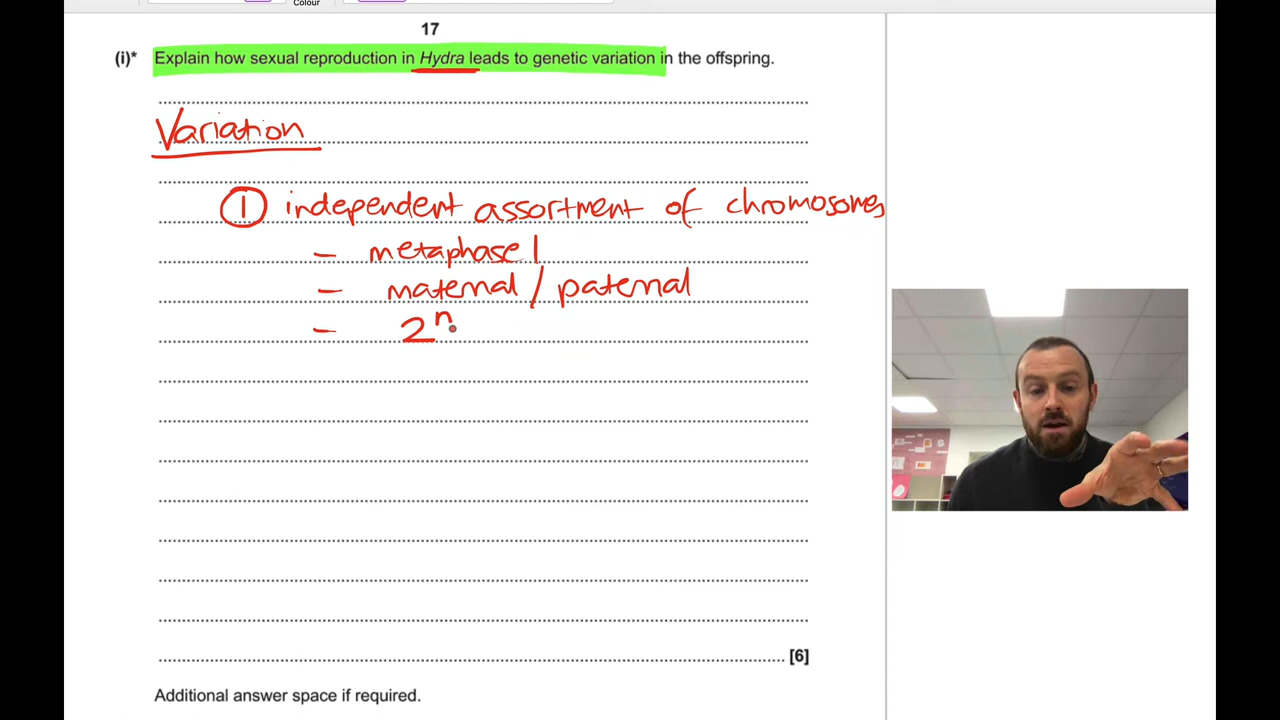 Colour
17
(i)* Explain how sexual reproduction in Hydra leads to genetic variation in the offspring.
Variation
① independent assortment of chromosomes
– metaphase I
– maternal / paternal
– 2ⁿ
[6]
Additional answer space if required.